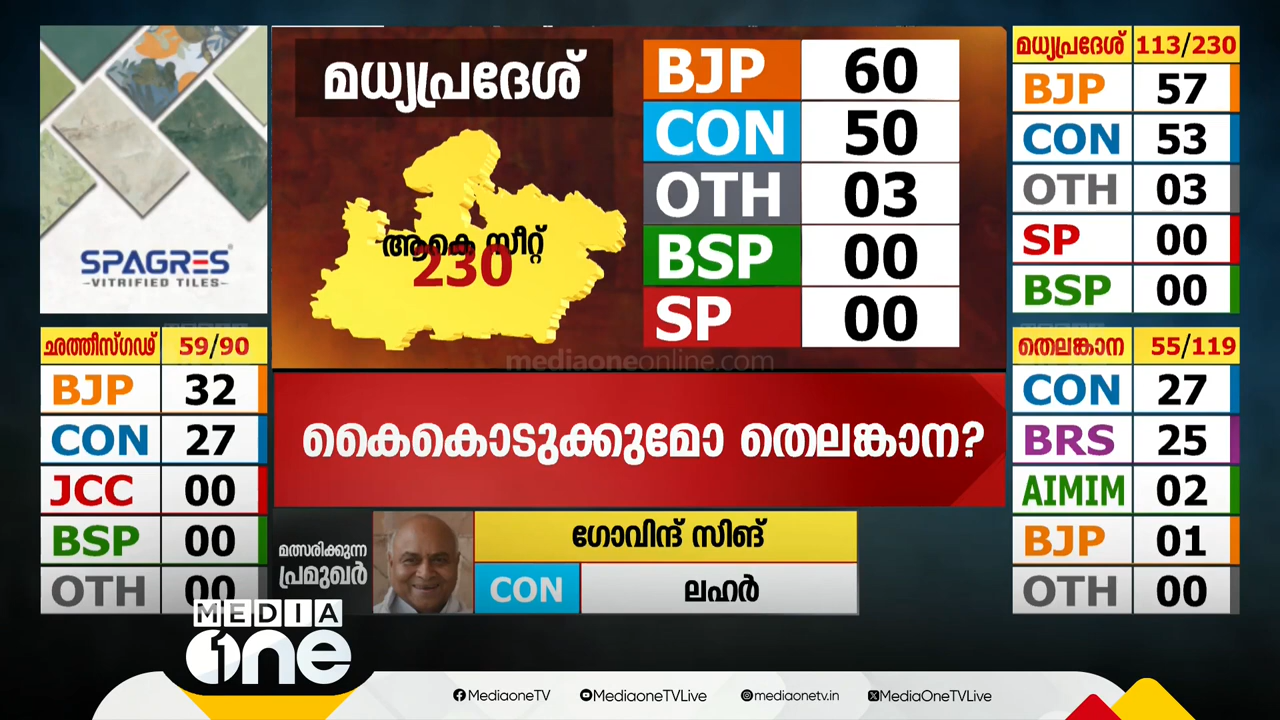 SPAGRES
VITRIFIED TILES
മധ്യപ്രദേശ്
ആകെ സീറ്റ്
230
BJP 60
CON 50
OTH 03
BSP 00
SP 00
mediaoneonline.com
മധ്യപ്രദേശ് 113/230
BJP 57
CON 53
OTH 03
SP 00
BSP 00
ഛത്തീസ്ഗഢ് 59/90
BJP 32
CON 27
JCC 00
BSP 00
OTH 00
കൈകൊടുക്കുമോ തെലങ്കാന?
തെലങ്കാന 55/119
CON 27
BRS 25
AIMIM 02
BJP 01
OTH 00
മത്സരിക്കുന്ന
പ്രമുഖർ
ഗോവിന്ദ് സിങ്
CON ലഹർ
MEDIA
one
MediaoneTV MediaoneTVLive mediaonetv.in MediaOneTVLive